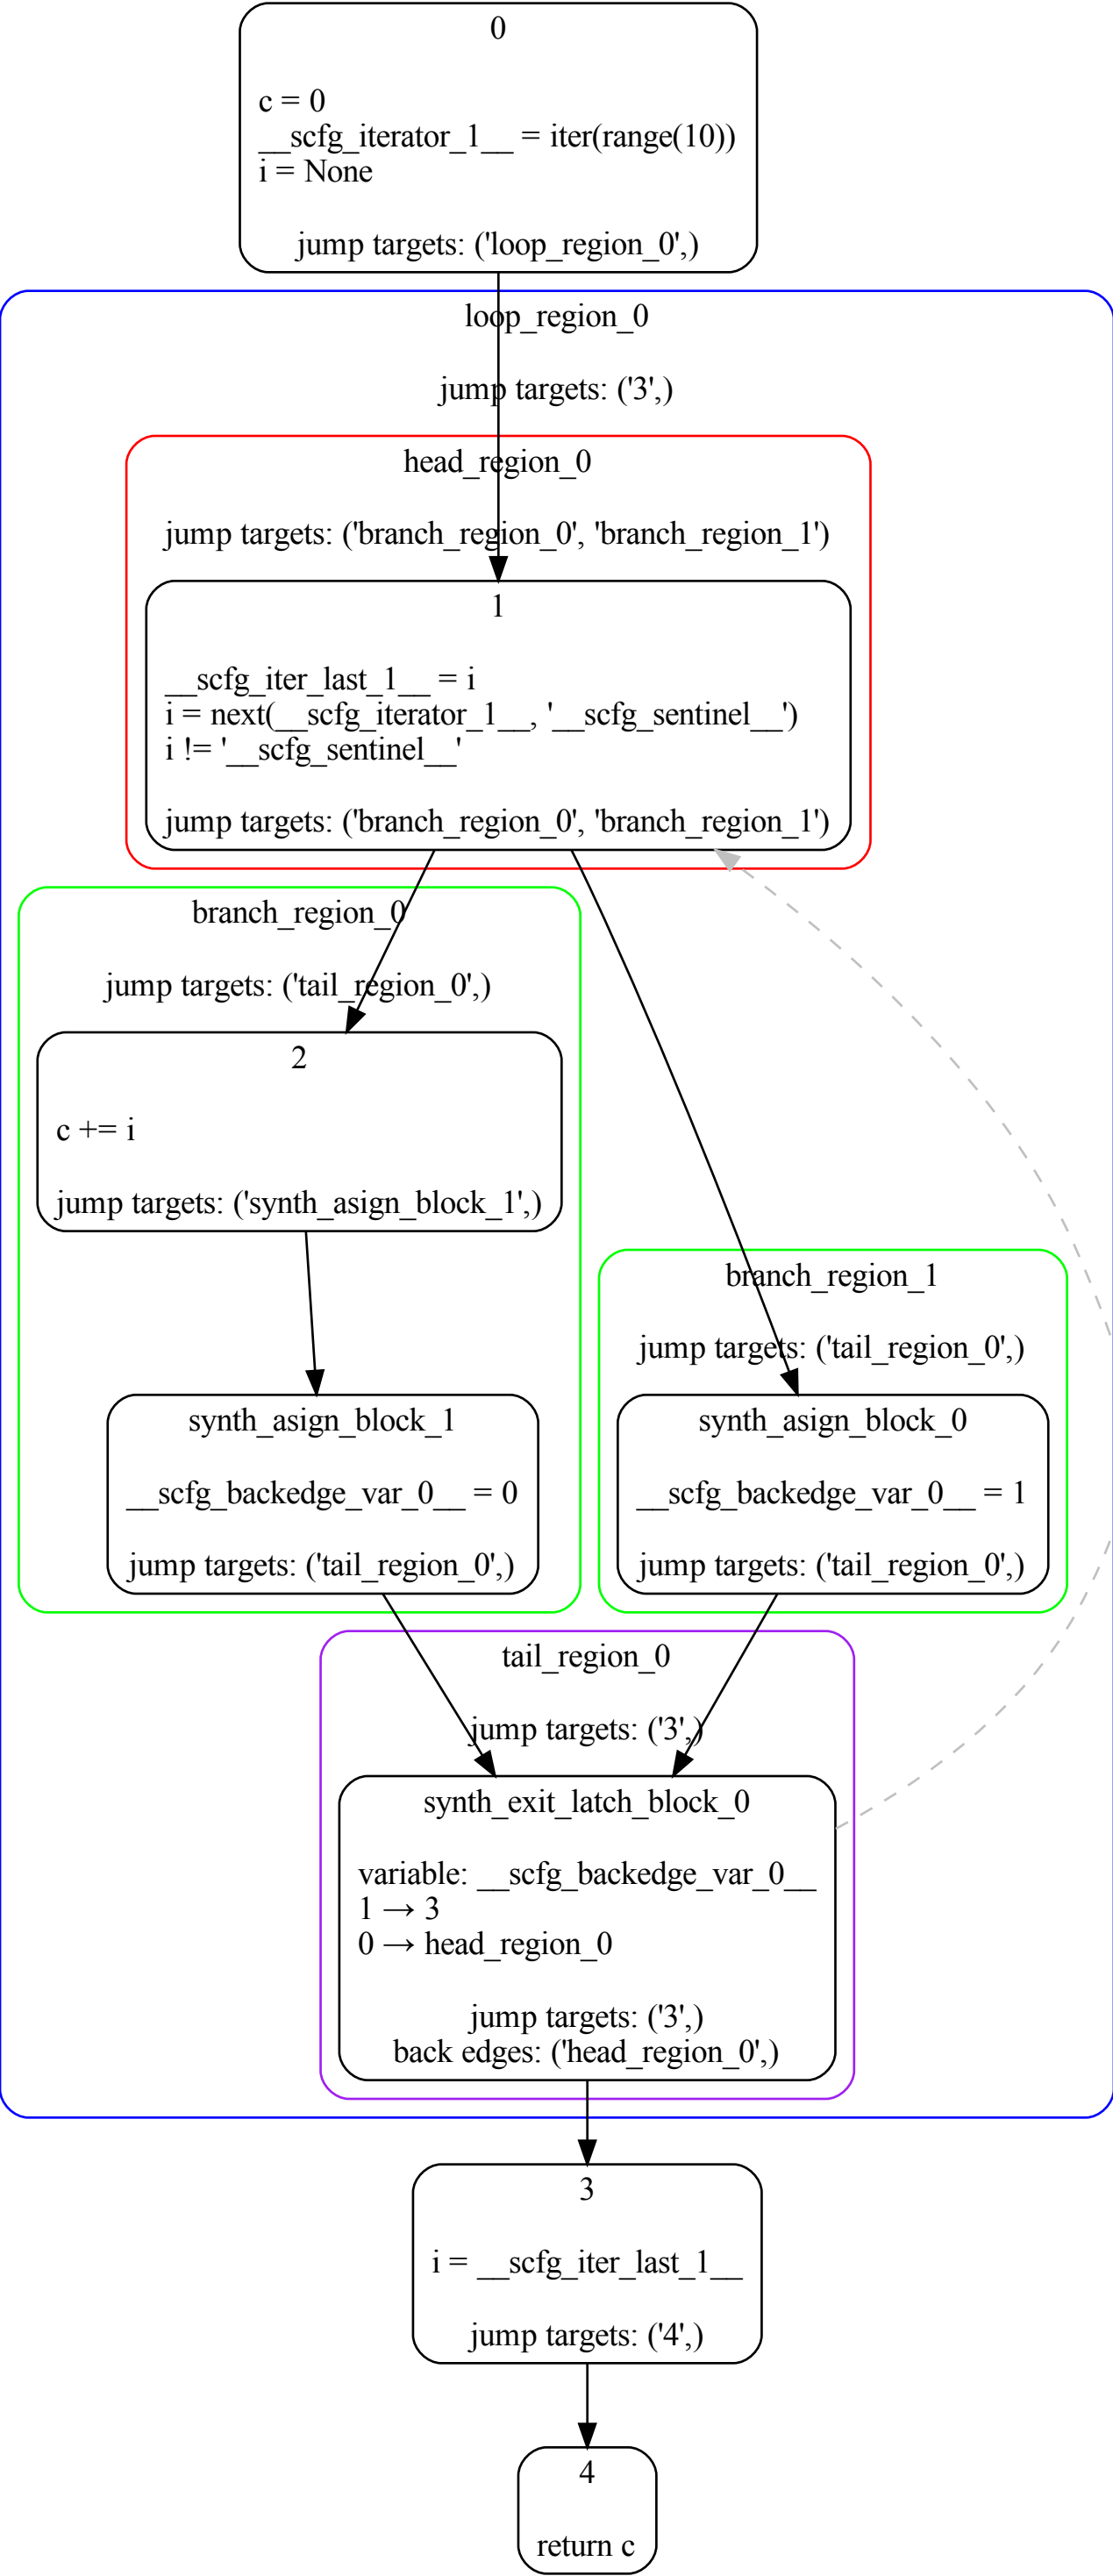 0
c = 0
__scfg_iterator_1__ = iter(range(10))
i = None
jump targets: ('loop_region_0',)
loop_region_0
jump targets: ('3',)
head_region_0
jump targets: ('branch_region_0', 'branch_region_1')
1
__scfg_iter_last_1__ = i
i = next(__scfg_iterator_1__, '__scfg_sentinel__')
i != '__scfg_sentinel__'
jump targets: ('branch_region_0', 'branch_region_1')
branch_region_0
jump targets: ('tail_region_0',)
2
c += i
jump targets: ('synth_asign_block_1',)
branch_region_1
jump targets: ('tail_region_0',)
synth_asign_block_1
__scfg_backedge_var_0__ = 0
jump targets: ('tail_region_0',)
synth_asign_block_0
__scfg_backedge_var_0__ = 1
jump targets: ('tail_region_0',)
tail_region_0
jump targets: ('3',)
synth_exit_latch_block_0
variable: __scfg_backedge_var_0__
1 → 3
0 → head_region_0
jump targets: ('3',)
back edges: ('head_region_0',)
3
i = __scfg_iter_last_1__
jump targets: ('4',)
4
return c